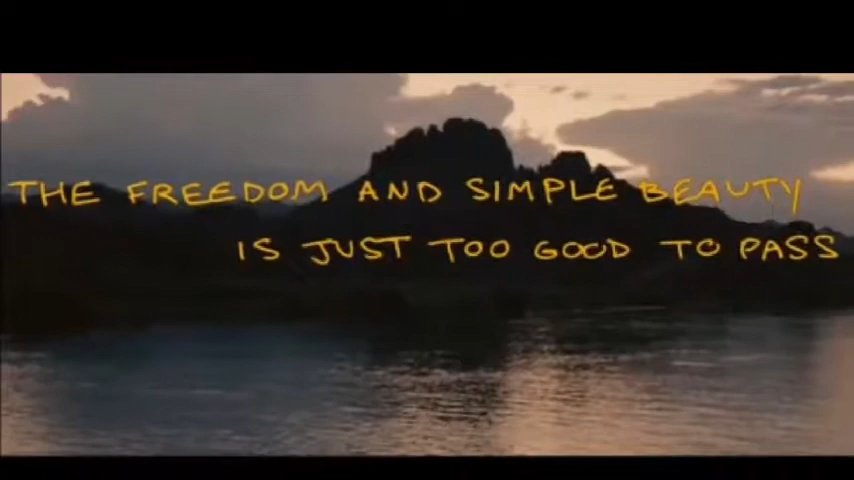 THE FREEDOM AND SIMPLE BEAUTY
IS JUST TOO GOOD TO PASS